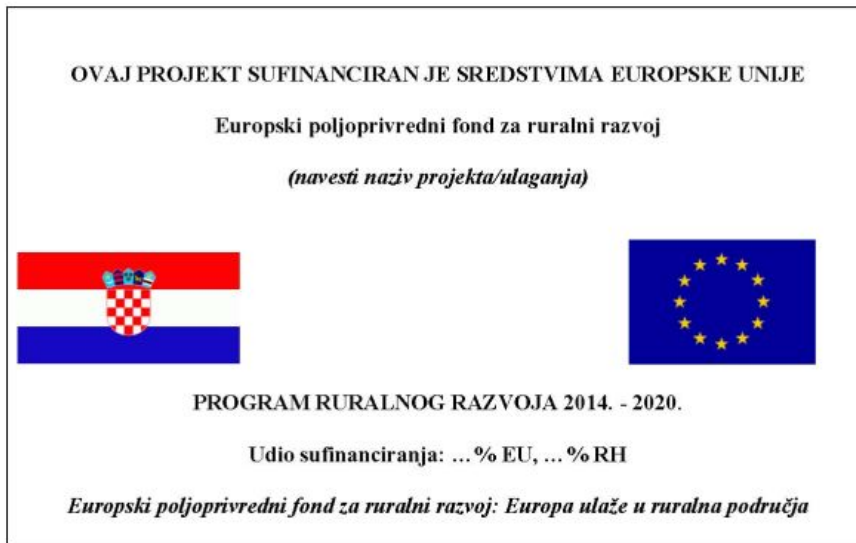 OVAJ PROJEKT SUFINANCIRAN JE SREDSTVIMA EUROPSKE UNIJE
Europski poljoprivredni fond za ruralni razvoj
(navesti naziv projekta/ulaganja)
PROGRAM RURALNOG RAZVOJA 2014. - 2020.
Udio sufinanciranja: ...% EU, ...% RH
Europski poljoprivredni fond za ruralni razvoj: Europa ulaže u ruralna područja